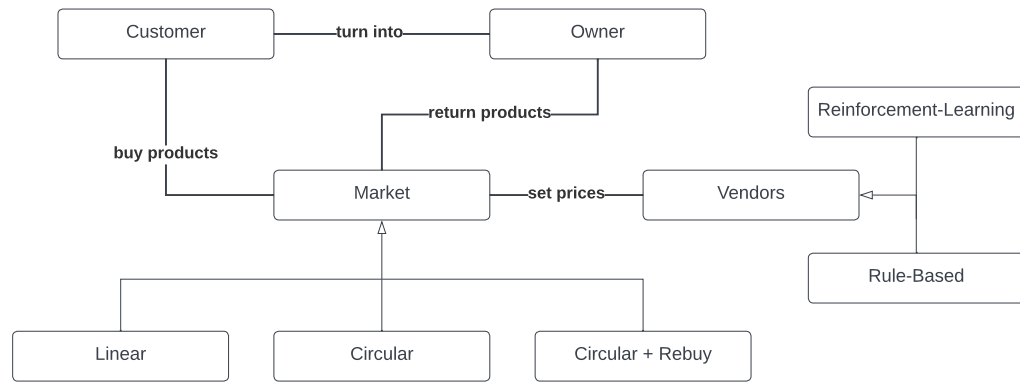 Customer
turn into
Owner
Reinforcement-Learning
return products
buy products
Market
set prices
Vendors
Rule-Based
Linear
Circular
Circular + Rebuy